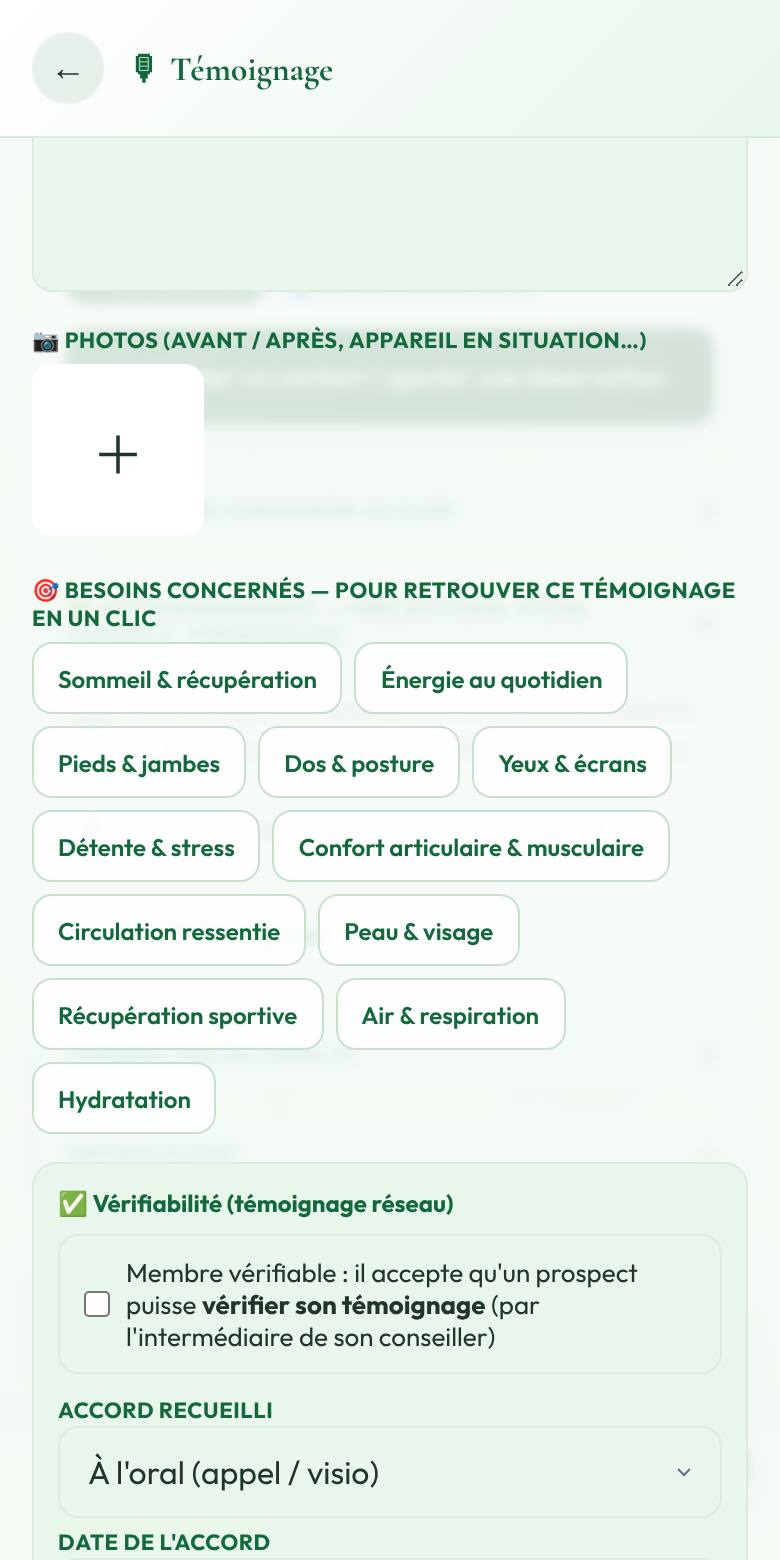 ← 🎙 Témoignage
📷 PHOTOS (AVANT / APRÈS, APPAREIL EN SITUATION…)
+
🎯 BESOINS CONCERNÉS — POUR RETROUVER CE TÉMOIGNAGE
EN UN CLIC
Sommeil & récupération
Énergie au quotidien
Pieds & jambes
Dos & posture
Yeux & écrans
Détente & stress
Confort articulaire & musculaire
Circulation ressentie
Peau & visage
Récupération sportive
Air & respiration
Hydratation
✅ Vérifiabilité (témoignage réseau)
Membre vérifiable : il accepte qu'un prospect
puisse vérifier son témoignage (par
l'intermédiaire de son conseiller)
ACCORD RECUEILLI
À l'oral (appel / visio)
DATE DE L'ACCORD